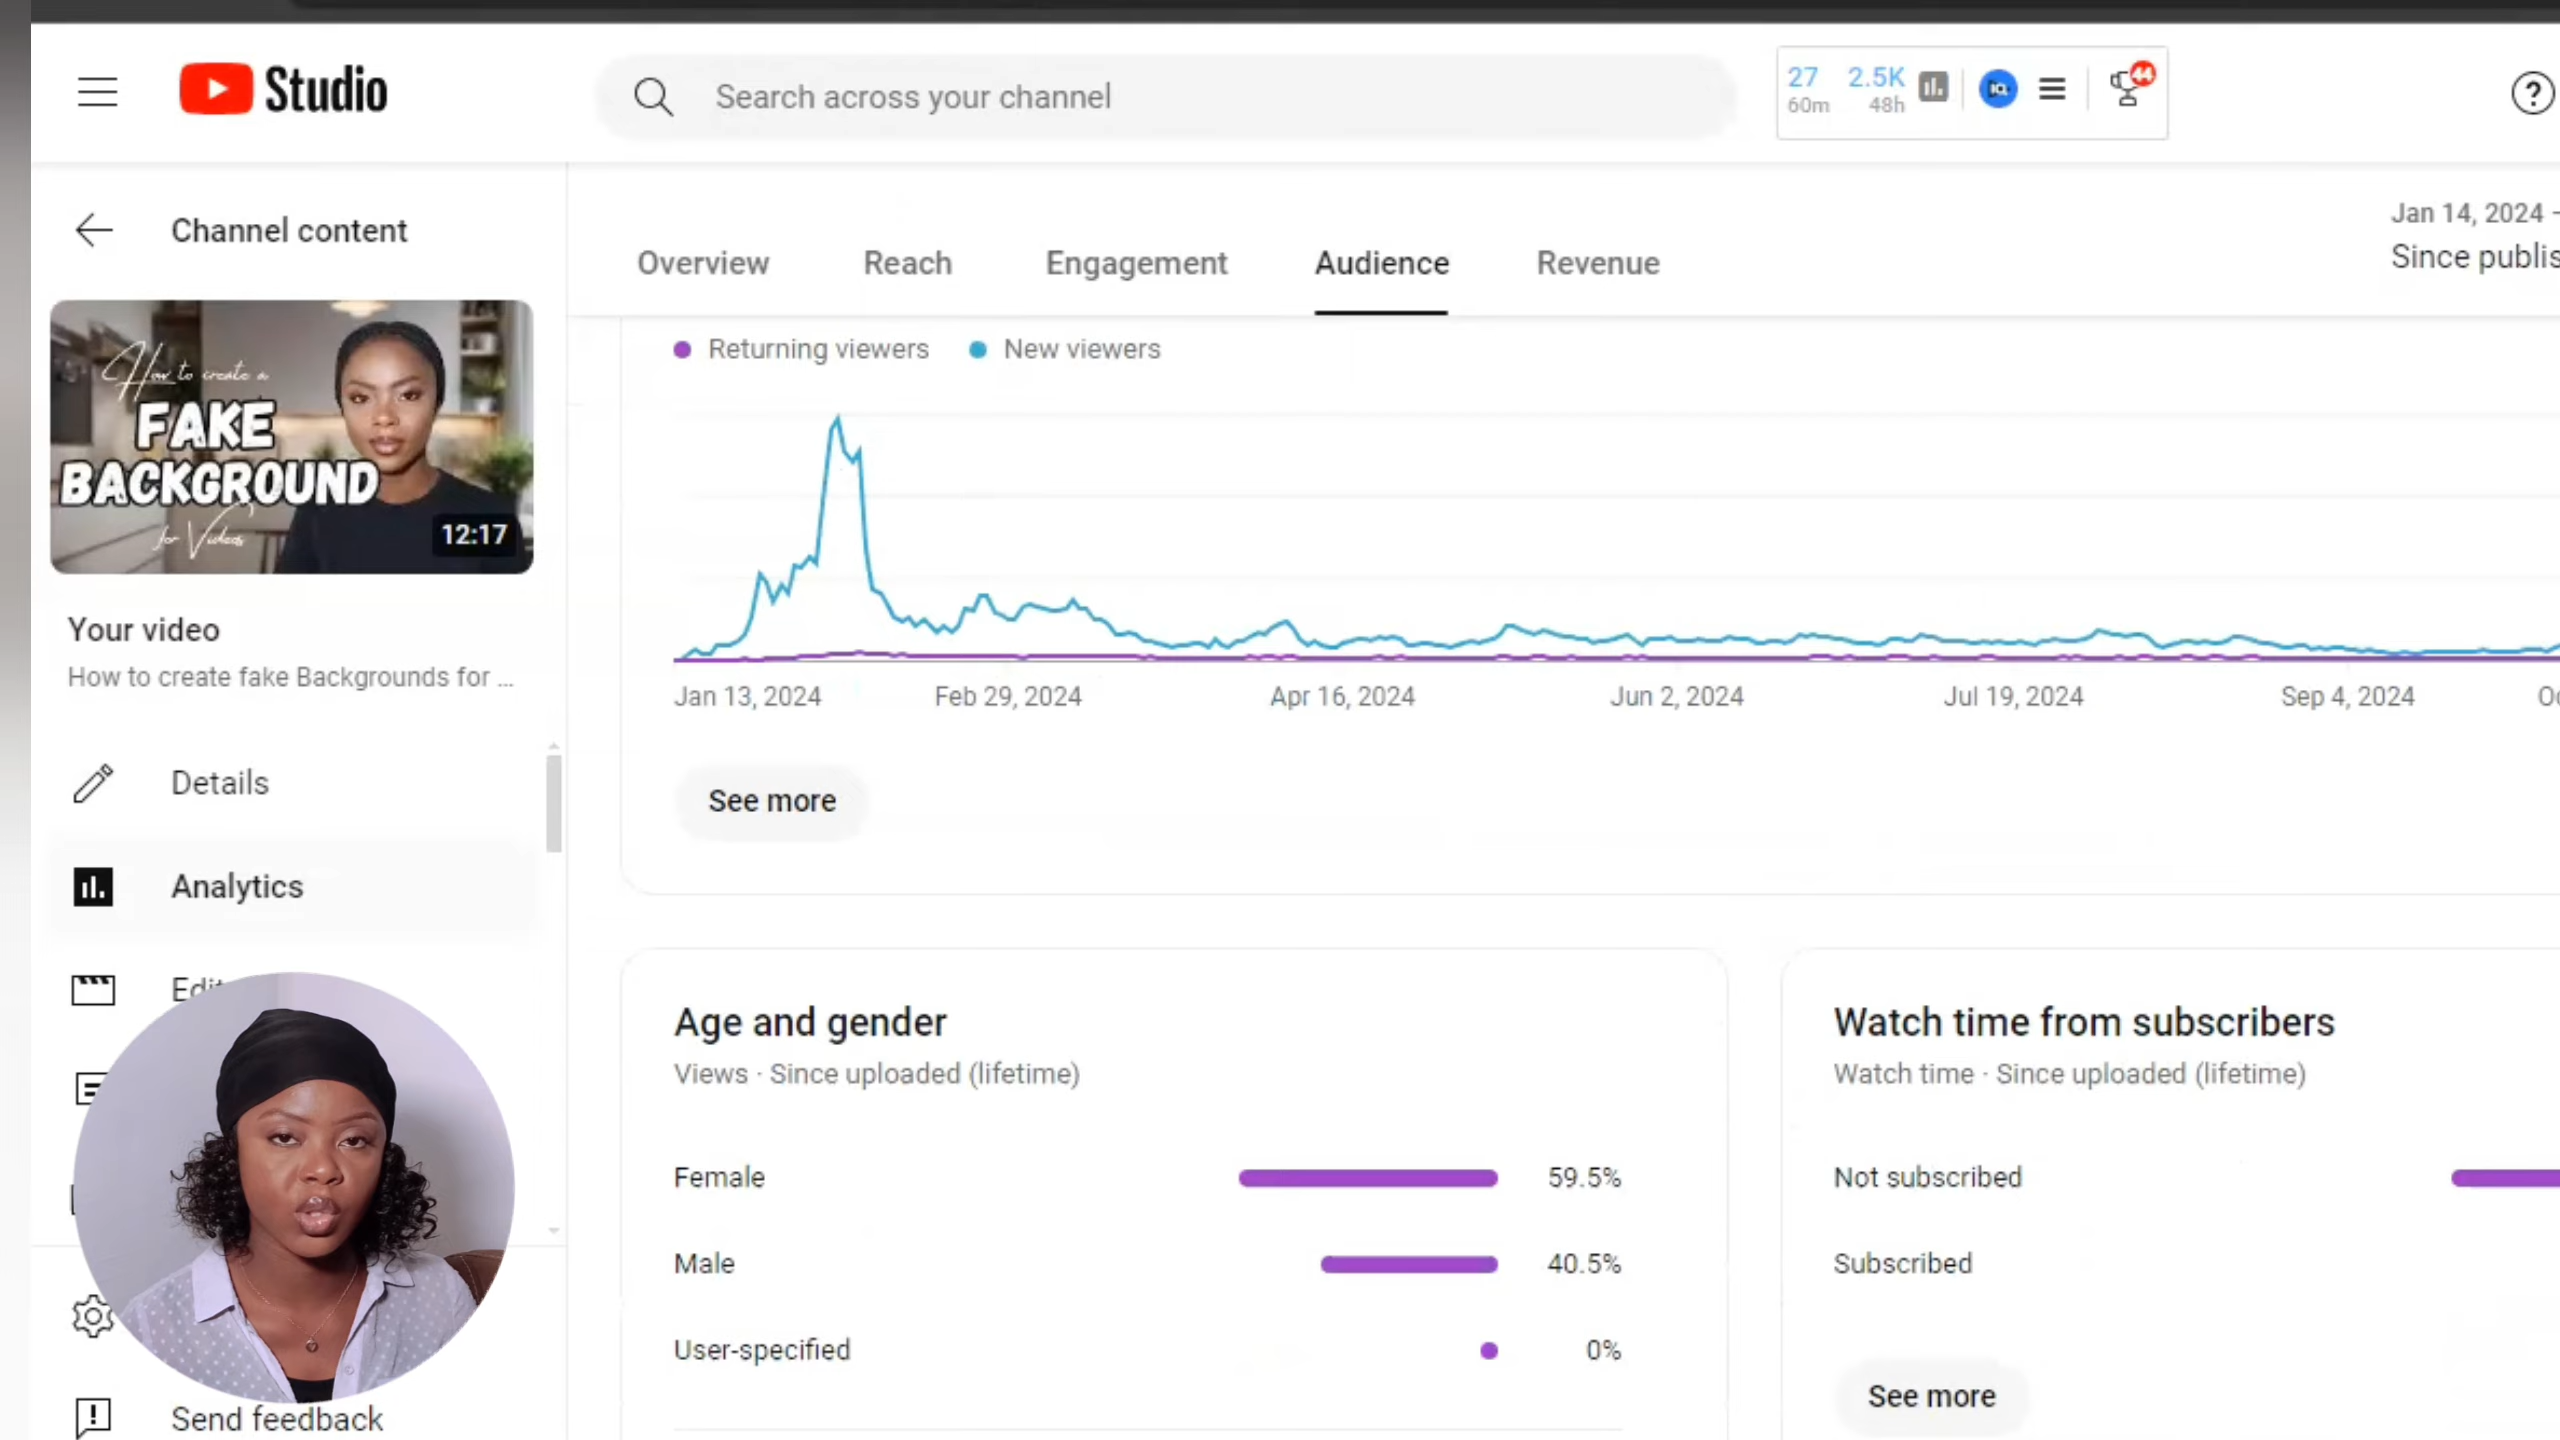 Studio
Search across your channel
27 2.5K
60m 48h
44
Channel content
How to create a
FAKE
BACKGROUND
for Videos
12:17
Your video
How to create fake Backgrounds for ...
Details
Analytics
Send feedback
Overview Reach Engagement Audience Revenue
Jan 14, 2024 -
Since
Returning viewers New viewers
Jan 13, 2024 Feb 29, 2024 Apr 16, 2024 Jun 2, 2024 Jul 19, 2024 Sep 4, 2024
See more
Age and gender
Views · Since uploaded (lifetime)
Female 59.5%
Male 40.5%
User-specified 0%
Watch time from subscribers
Watch time · Since uploaded (lifetime)
Not subscribed
Subscribed
See more